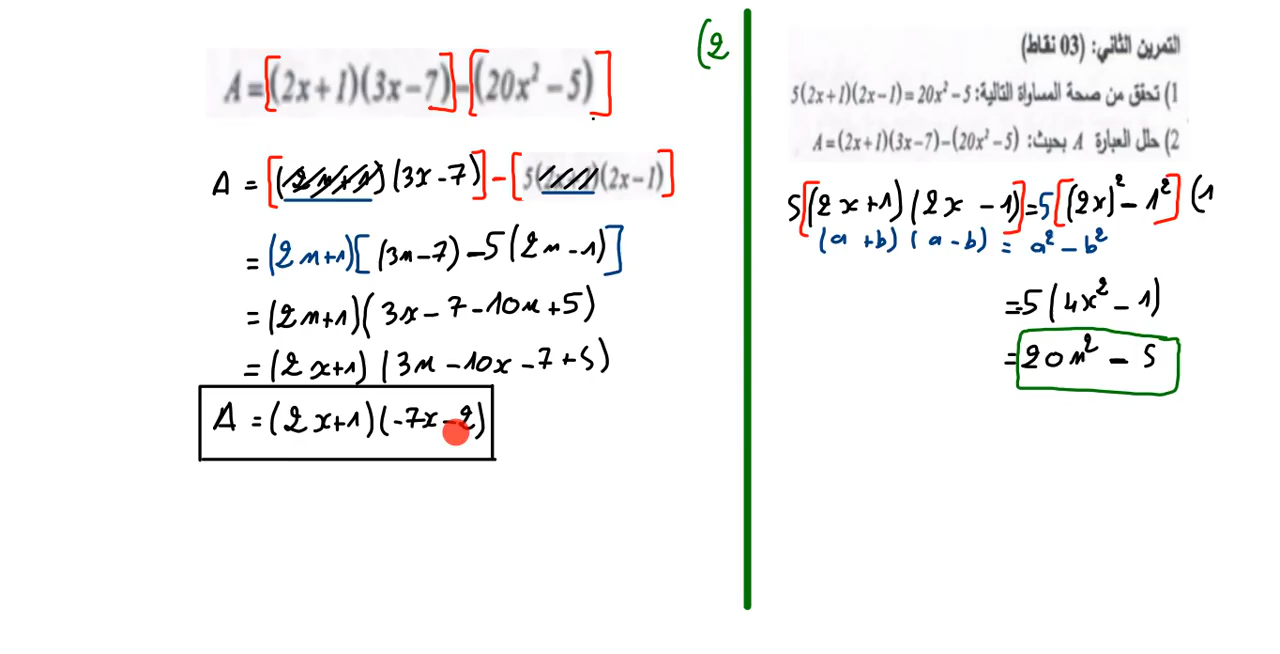 التمرين الثاني: (03 نقاط)
1) تحقق من صحة المساواة التالية: 5(2x+1)(2x−1)=20x²−5
2) حلل العبارة A بحيث: A=(2x+1)(3x−7)−(20x²−5)
5[(2x+1)(2x−1)]=5[(2x)²−1²] (1
(a+b)(a−b) = a²−b²
=5(4x²−1)
=20x²−5
(2
A=[(2x+1)(3x−7)]−[(20x²−5)]
A = [(2x+1)(3x−7)] − [5(2x+1)(2x−1)]
= (2x+1)[(3x−7)−5(2x−1)]
= (2x+1)(3x−7−10x+5)
= (2x+1)(3x−10x−7+5)
A = (2x+1)(-7x−2)